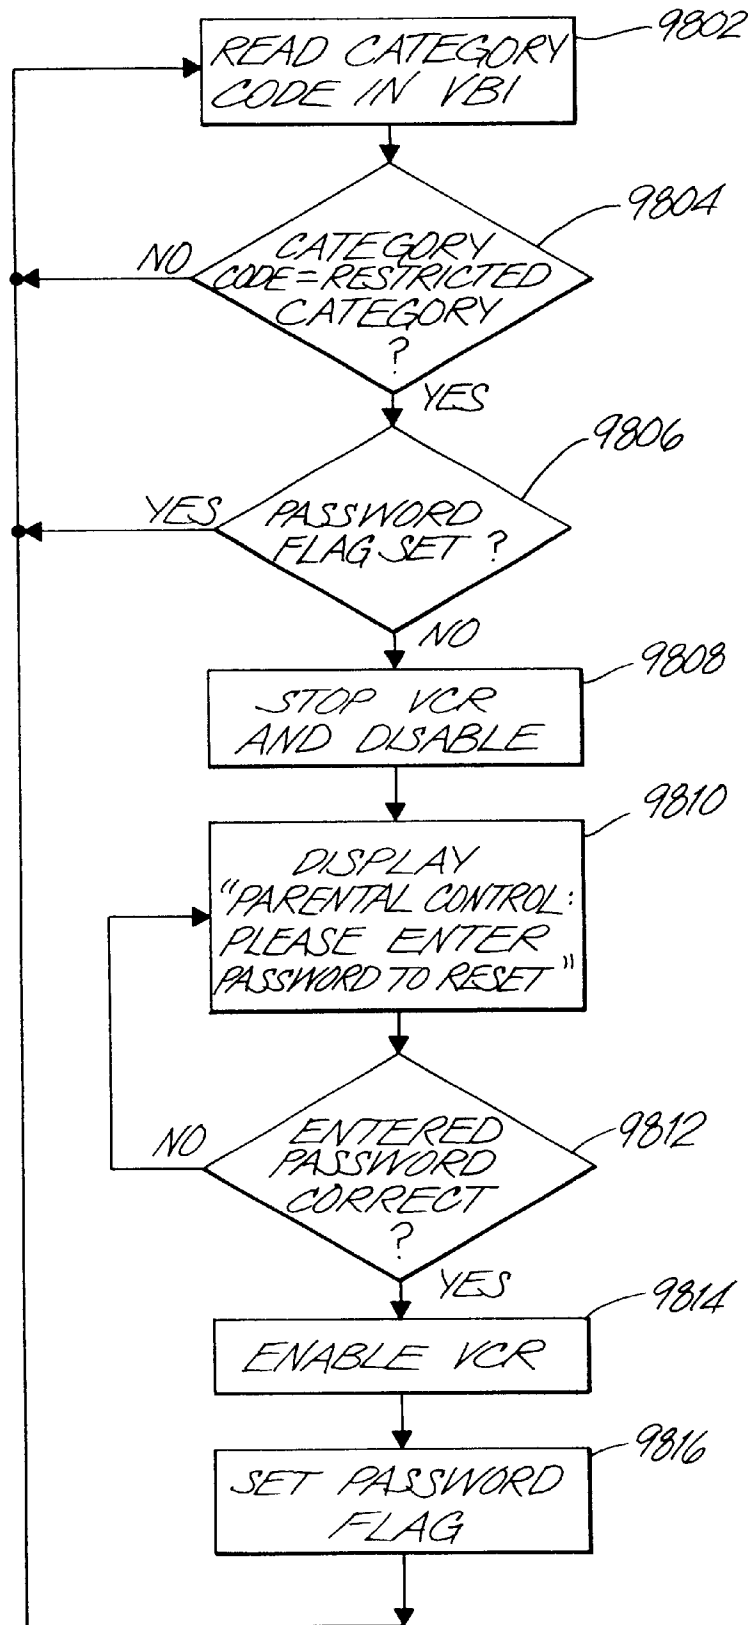 READ CATEGORY
CODE IN VBI
9802
CATEGORY
CODE=RESTRICTED
CATEGORY
?
9804
NO
YES
PASSWORD
FLAG SET ?
9806
YES
NO
STOP VCR
AND DISABLE
9808
DISPLAY
"PARENTAL CONTROL:
PLEASE ENTER
PASSWORD TO RESET"
9810
ENTERED
PASSWORD
CORRECT
?
9812
NO
YES
ENABLE VCR
9814
SET PASSWORD
FLAG
9816